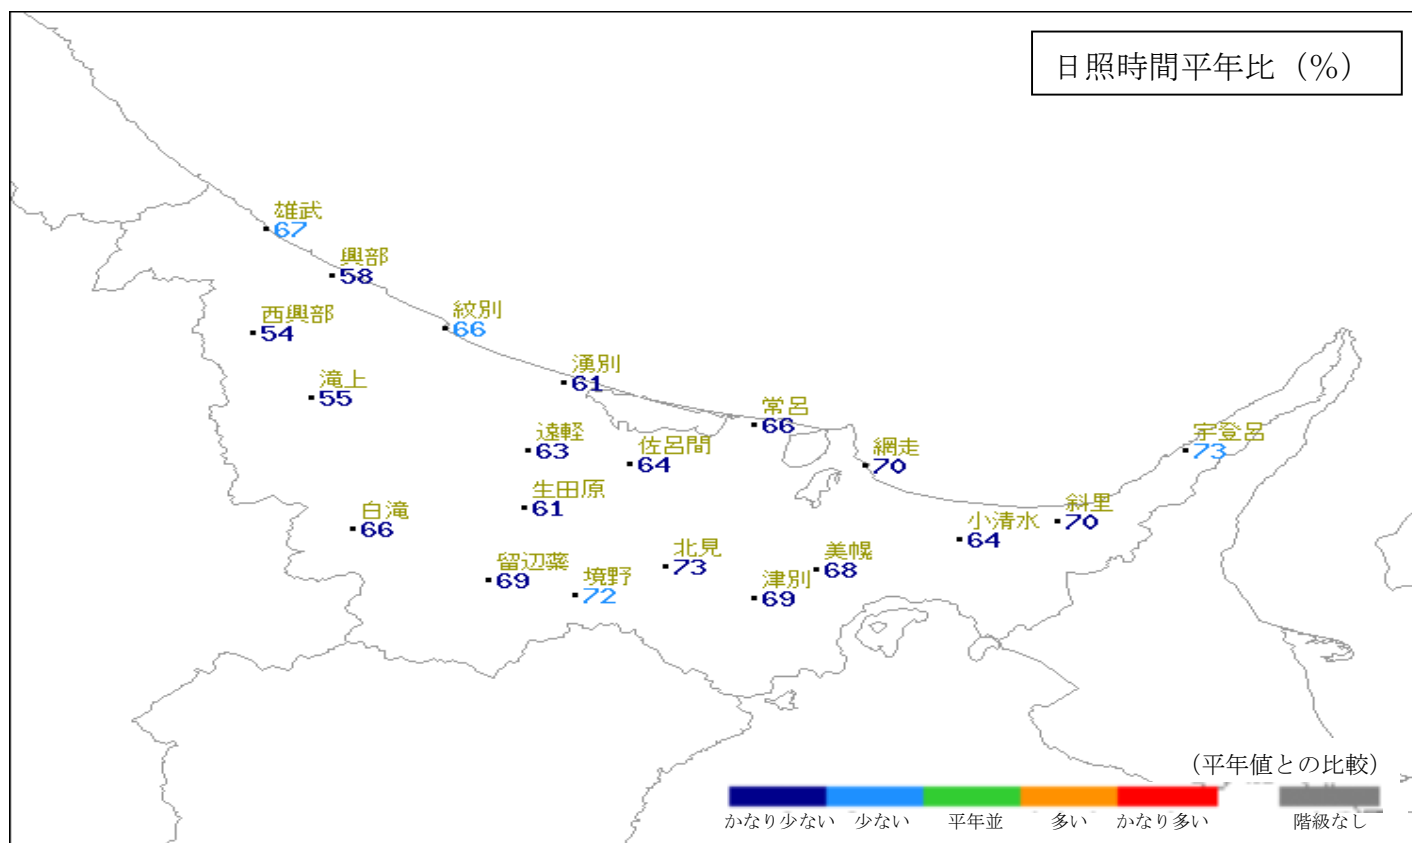 日照時間平年比（％）
雄武
67
興部
58
西興部
54
紋別
66
滝上
55
湧別
61
常呂
66
遠軽
63
佐呂間
64
網走
70
宇登呂
73
生田原
61
白滝
66
小清水
64
斜里
70
留辺蘂
69
境野
72
北見
73
美幌
68
津別
69
（平年値との比較）
かなり少ない 少ない 平年並 多い かなり多い 階級なし